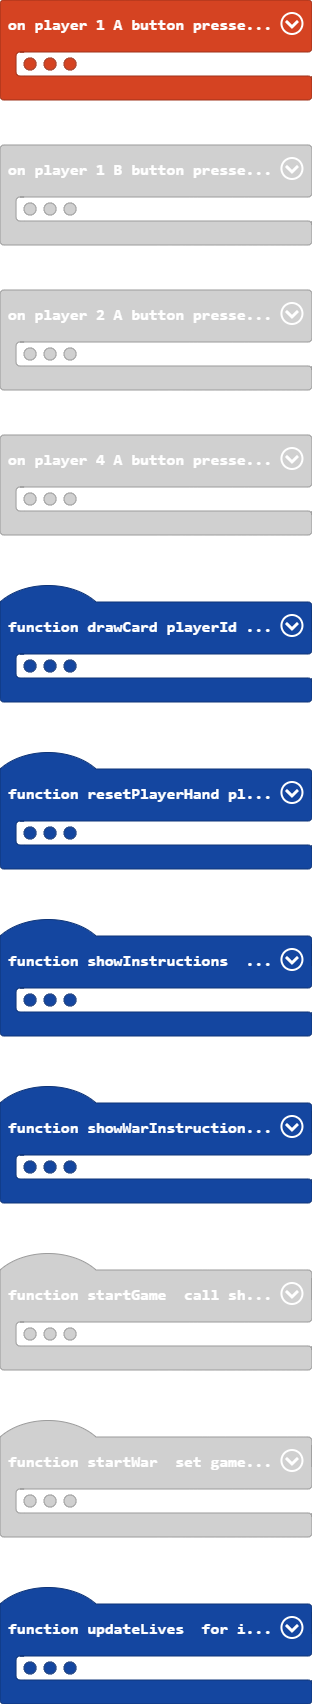 on player 1 A button presse...
on player 1 B button presse...
on player 2 A button presse...
on player 4 A button presse...
function drawCard playerId ...
function resetPlayerHand pl...
function showInstructions ...
function showWarInstruction...
function startGame call sh...
function startWar set game...
function updateLives for i...